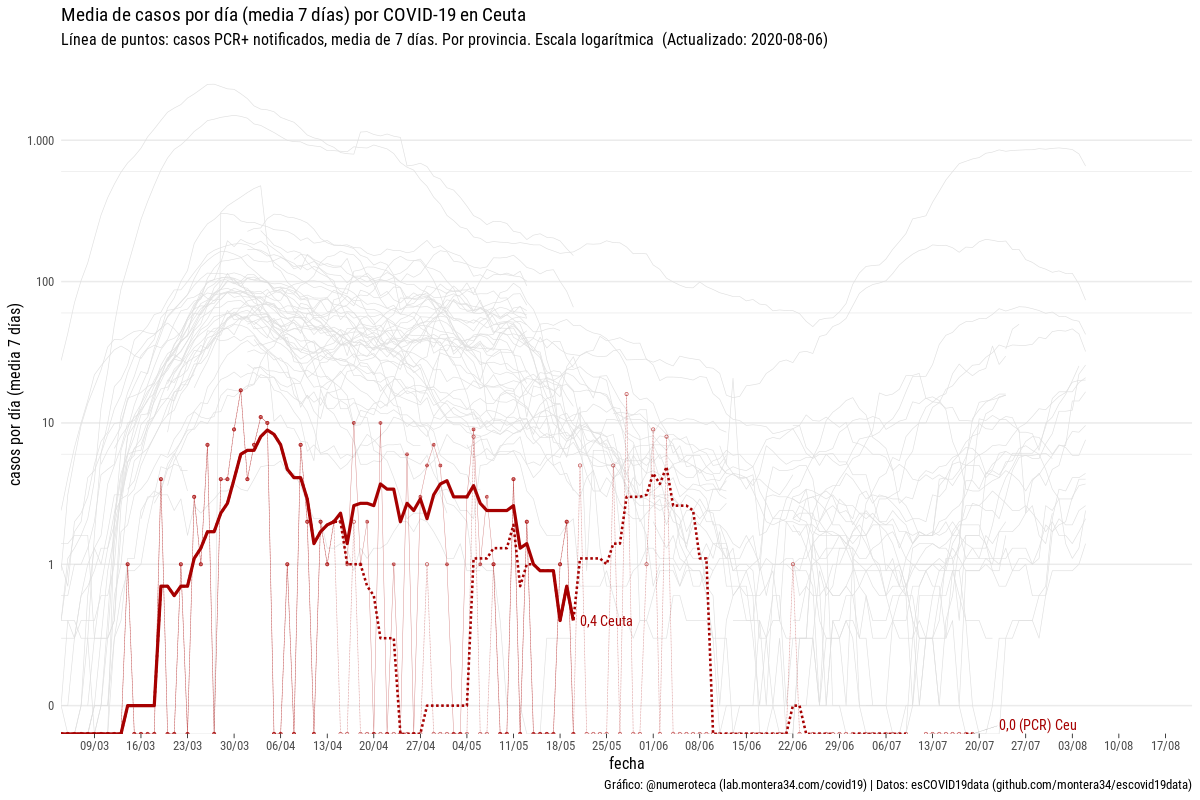 Media de casos por día (media 7 días) por COVID-19 en Ceuta
Línea de puntos: casos PCR+ notificados, media de 7 días. Por provincia. Escala logarítmica (Actualizado: 2020-08-06)
casos por día (media 7 días)
1.000
100
10
1
0
0,4 Ceuta
0,0 (PCR) Ceu
09/03 16/03 23/03 30/03 06/04 13/04 20/04 27/04 04/05 11/05 18/05 25/05 01/06 08/06 15/06 22/06 29/06 06/07 13/07 20/07 27/07 03/08 10/08 17/08
fecha
Gráfico: @numeroteca (lab.montera34.com/covid19) | Datos: esCOVID19data (github.com/montera34/escovid19data)